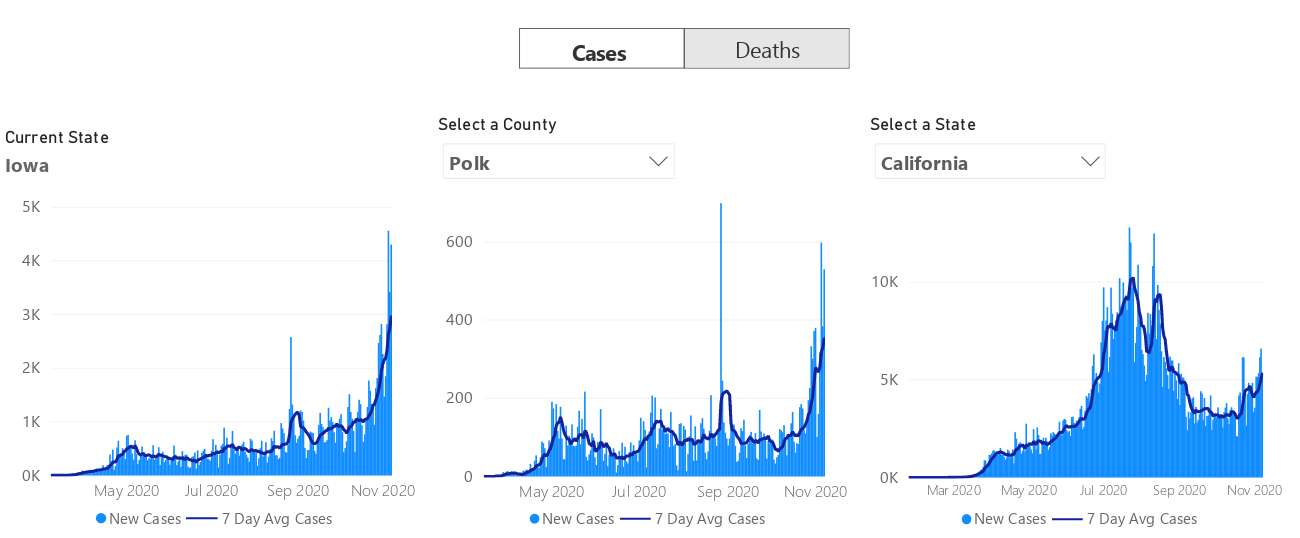 Cases Deaths
Current State
Iowa
5K
4K
3K
2K
1K
0K
May 2020 Jul 2020 Sep 2020 Nov 2020
New Cases 7 Day Avg Cases
Select a County
Polk
600
400
200
0
May 2020 Jul 2020 Sep 2020 Nov 2020
New Cases 7 Day Avg Cases
Select a State
California
10K
5K
0K
Mar 2020 May 2020 Jul 2020 Sep 2020 Nov 2020
New Cases 7 Day Avg Cases